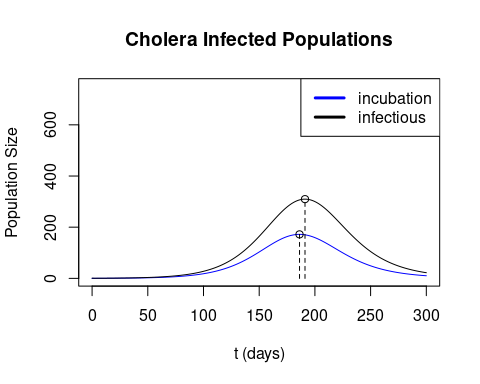 Cholera Infected Populations
incubation
infectious
Population Size
600
400
200
0
0 50 100 150 200 250 300
t (days)